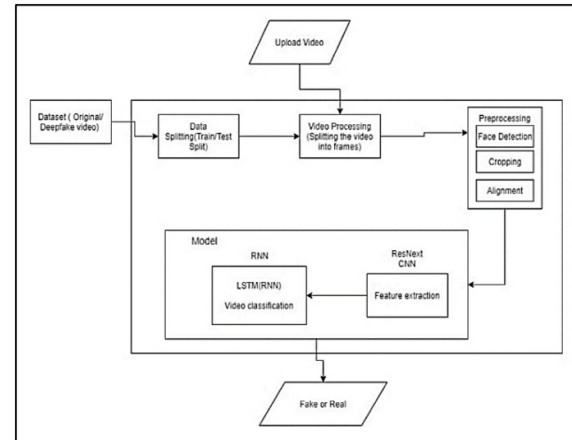 Upload Video
Dataset ( Original/
Deepfake video)
Data
Splitting(Train/Test
Split)
Video Processing
(Splitting the video
into frames)
Preprocessing
Face Detection
Cropping
Alignment
Model
RNN
LSTM(RNN)
Video classification
ResNext
CNN
Feature extraction
Fake or Real